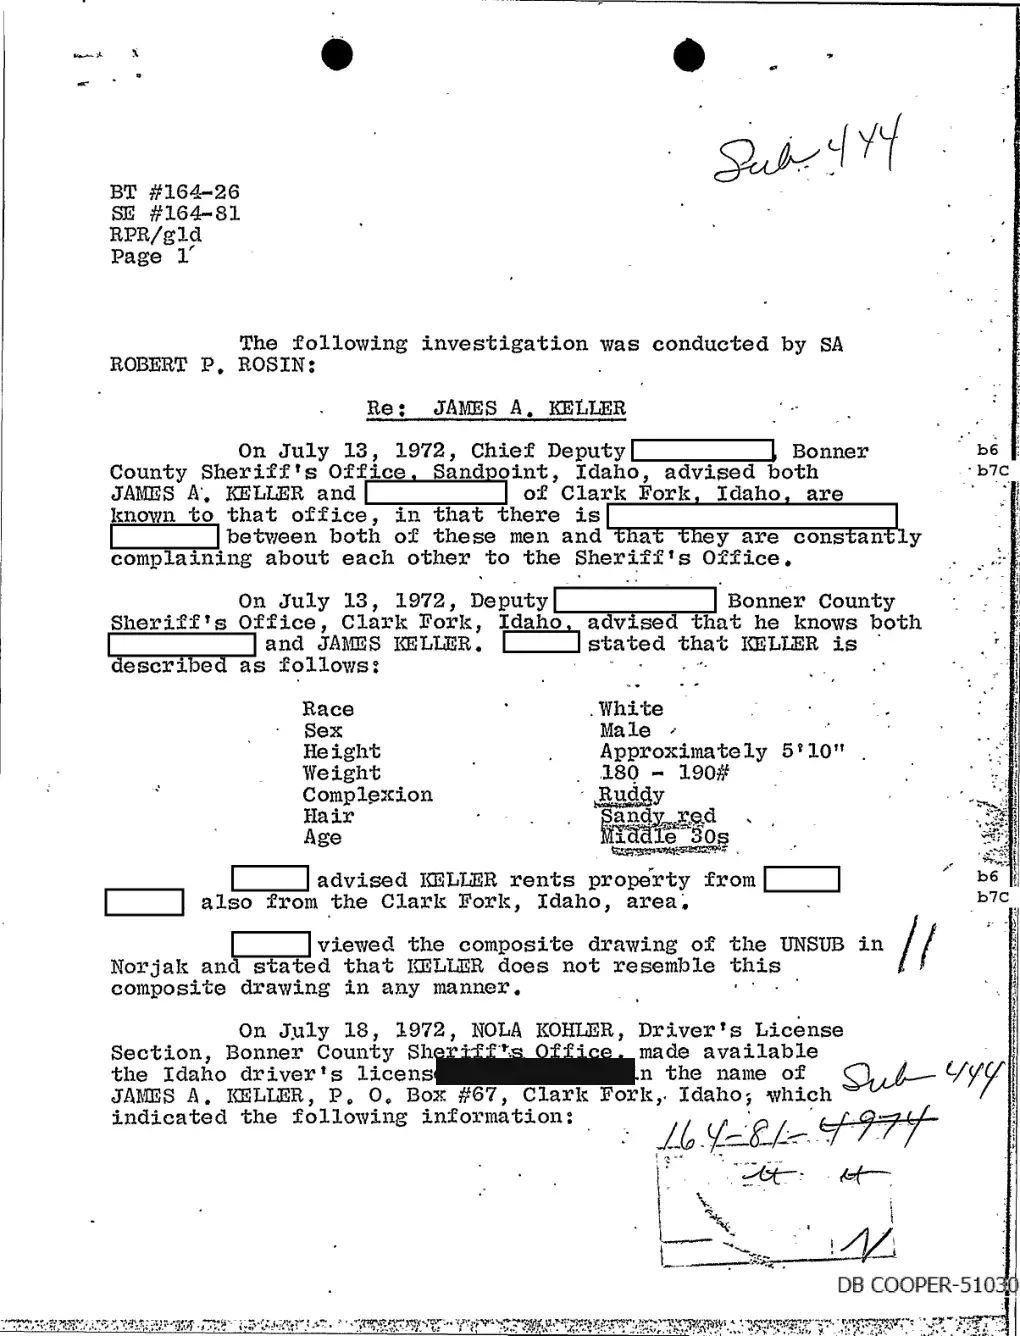 Sub 444
BT #164-26
SE #164-81
RPR/gld
Page 1
The following investigation was conducted by SA
ROBERT P. ROSIN:
Re: JAMES A. KELLER
On July 13, 1972, Chief Deputy , Bonner
b6
County Sheriff's Office, Sandpoint, Idaho, advised both
b7C
JAMES A. KELLER and of Clark Fork, Idaho, are
known to that office, in that there is
between both of these men and that they are constantly
complaining about each other to the Sheriff's Office.
On July 13, 1972, Deputy Bonner County
Sheriff's Office, Clark Fork, Idaho, advised that he knows both
and JAMES KELLER. stated that KELLER is
described as follows:
Race White
Sex Male
Height Approximately 5'10"
Weight 180 - 190#
Complexion Ruddy
Hair Sandy red
Age Middle 30s
advised KELLER rents property from
b6
also from the Clark Fork, Idaho, area.
b7C
viewed the composite drawing of the UNSUB in
Norjak and stated that KELLER does not resemble this
composite drawing in any manner.
On July 18, 1972, NOLA KOHLER, Driver's License
Section, Bonner County Sheriff's Office, made available
the Idaho driver's licens n the name of
JAMES A. KELLER, P. O. Box #67, Clark Fork, Idaho; which
indicated the following information:
Sub 444
164-81-4974
DB COOPER-51030